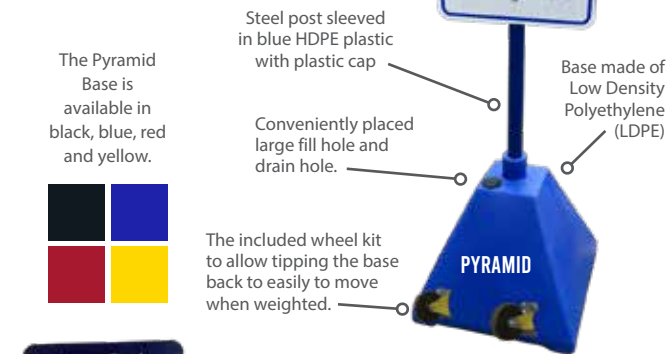 Steel post sleeved
in blue HDPE plastic
with plastic cap
The Pyramid
Base is
available in
black, blue, red
and yellow.
Base made of
Low Density
Polyethylene
(LDPE)
Conveniently placed
large fill hole and
drain hole.
The included wheel kit
to allow tipping the base
back to easily to move
when weighted.
PYRAMID